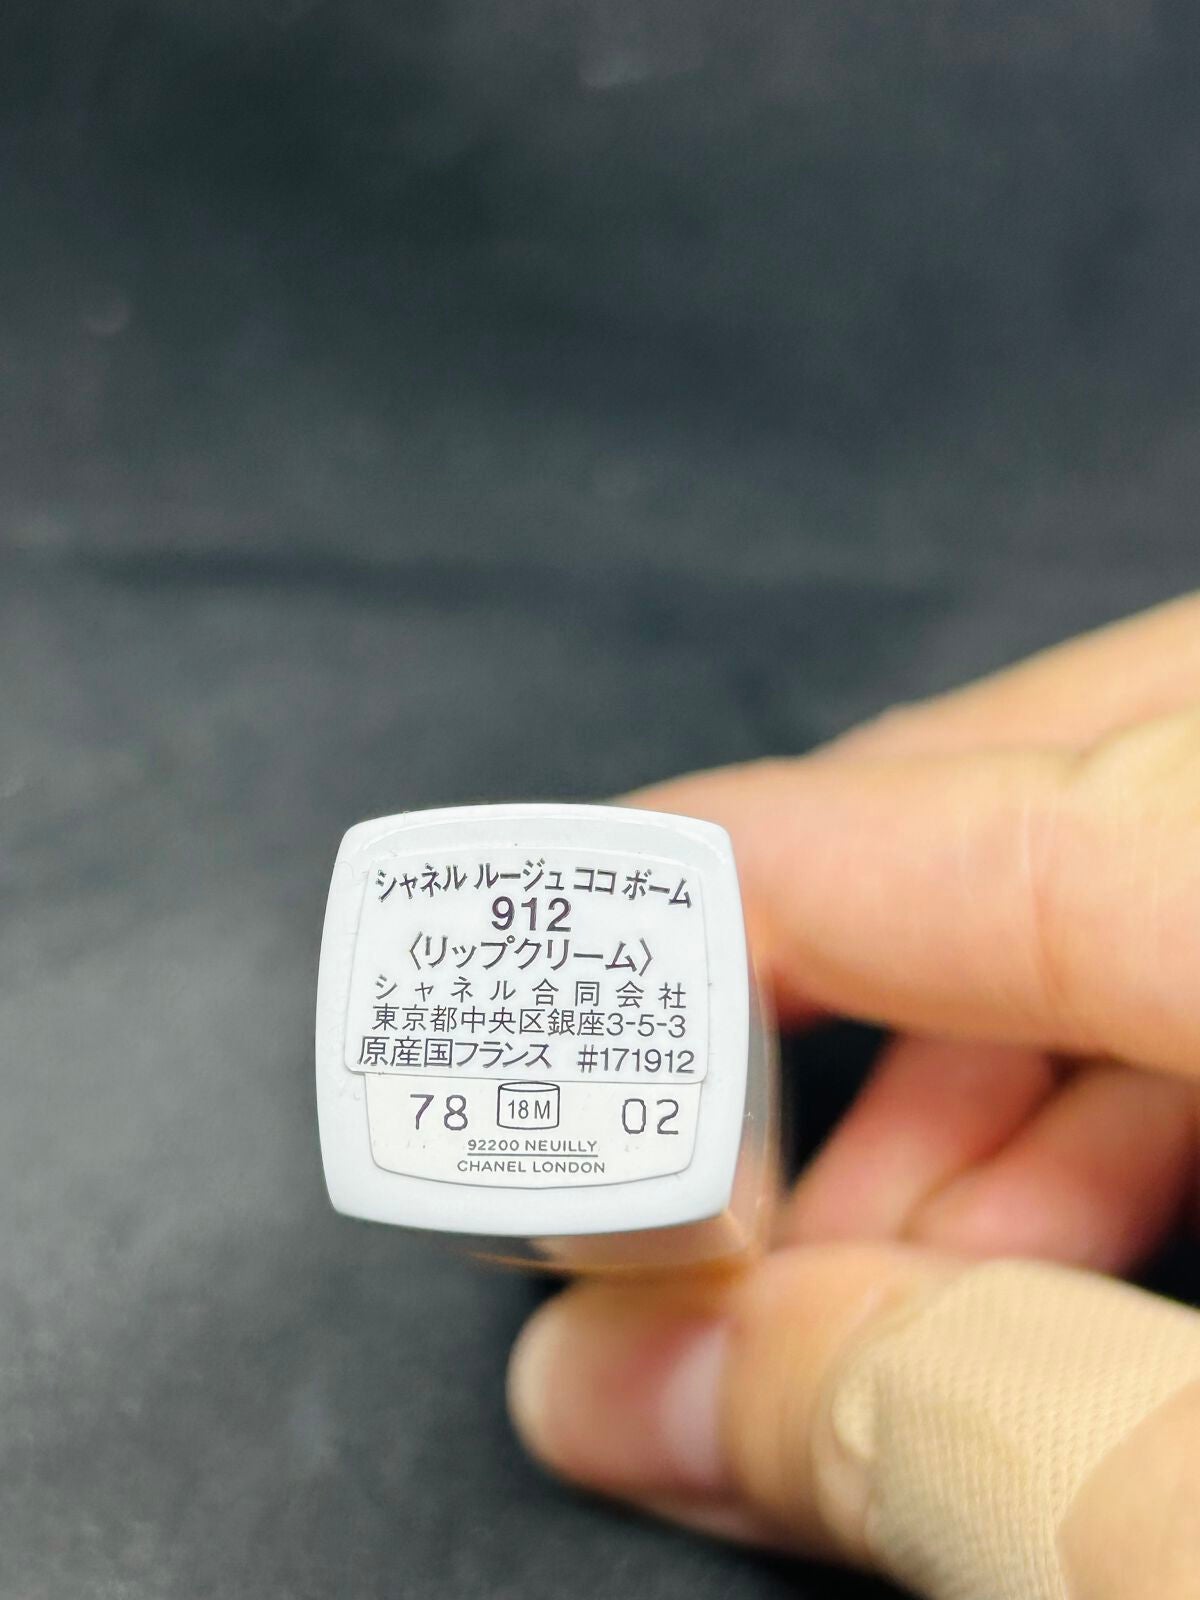 シャネル ルージュ ココ ボーム
912
〈リップクリーム〉
シャネル合同会社
東京都中央区銀座3-5-3
原産国フランス #171912
78 18M 02
92200 NEUILLY
CHANEL LONDON